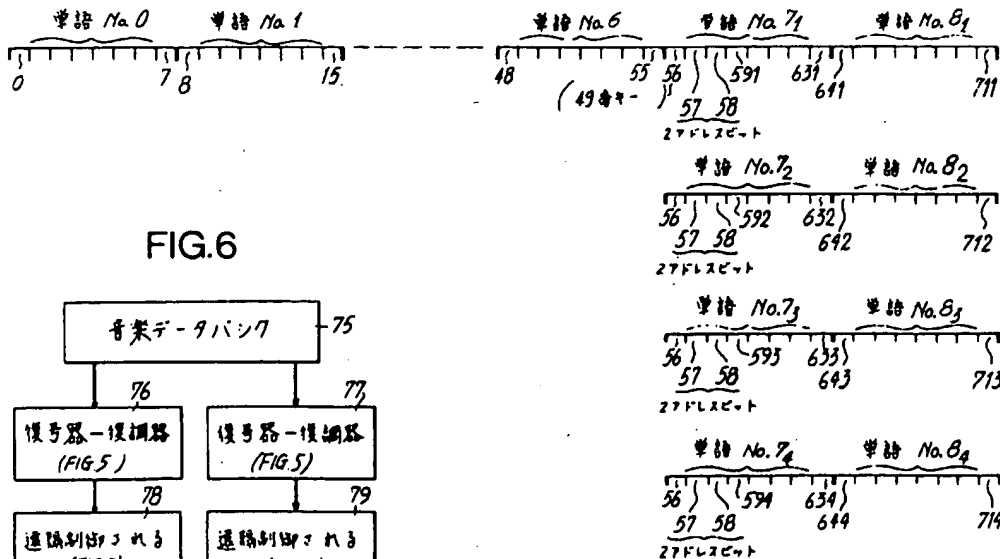 単語 No.0 単語 No.1 単語 No.6 単語 No.7₁ 単語 No.8₁
0 7 8 15 48 55 56 57 58 591 631 641 711
(49番キー)
2アドレスビット
単語 No.7₂ 単語 No.8₂
56 57 58 592 632 642 712
2アドレスビット
単語 No.7₃ 単語 No.8₃
56 57 58 593 633 643 713
2アドレスビット
単語 No.7₄ 単語 No.8₄
56 57 58 594 634 644 714
2アドレスビット
FIG.6
音楽データバンク 75
76 77
復号器-復調器 復号器-復調器
(FIG.5) (FIG.5)
78 79
遠隔制御される 遠隔制御される